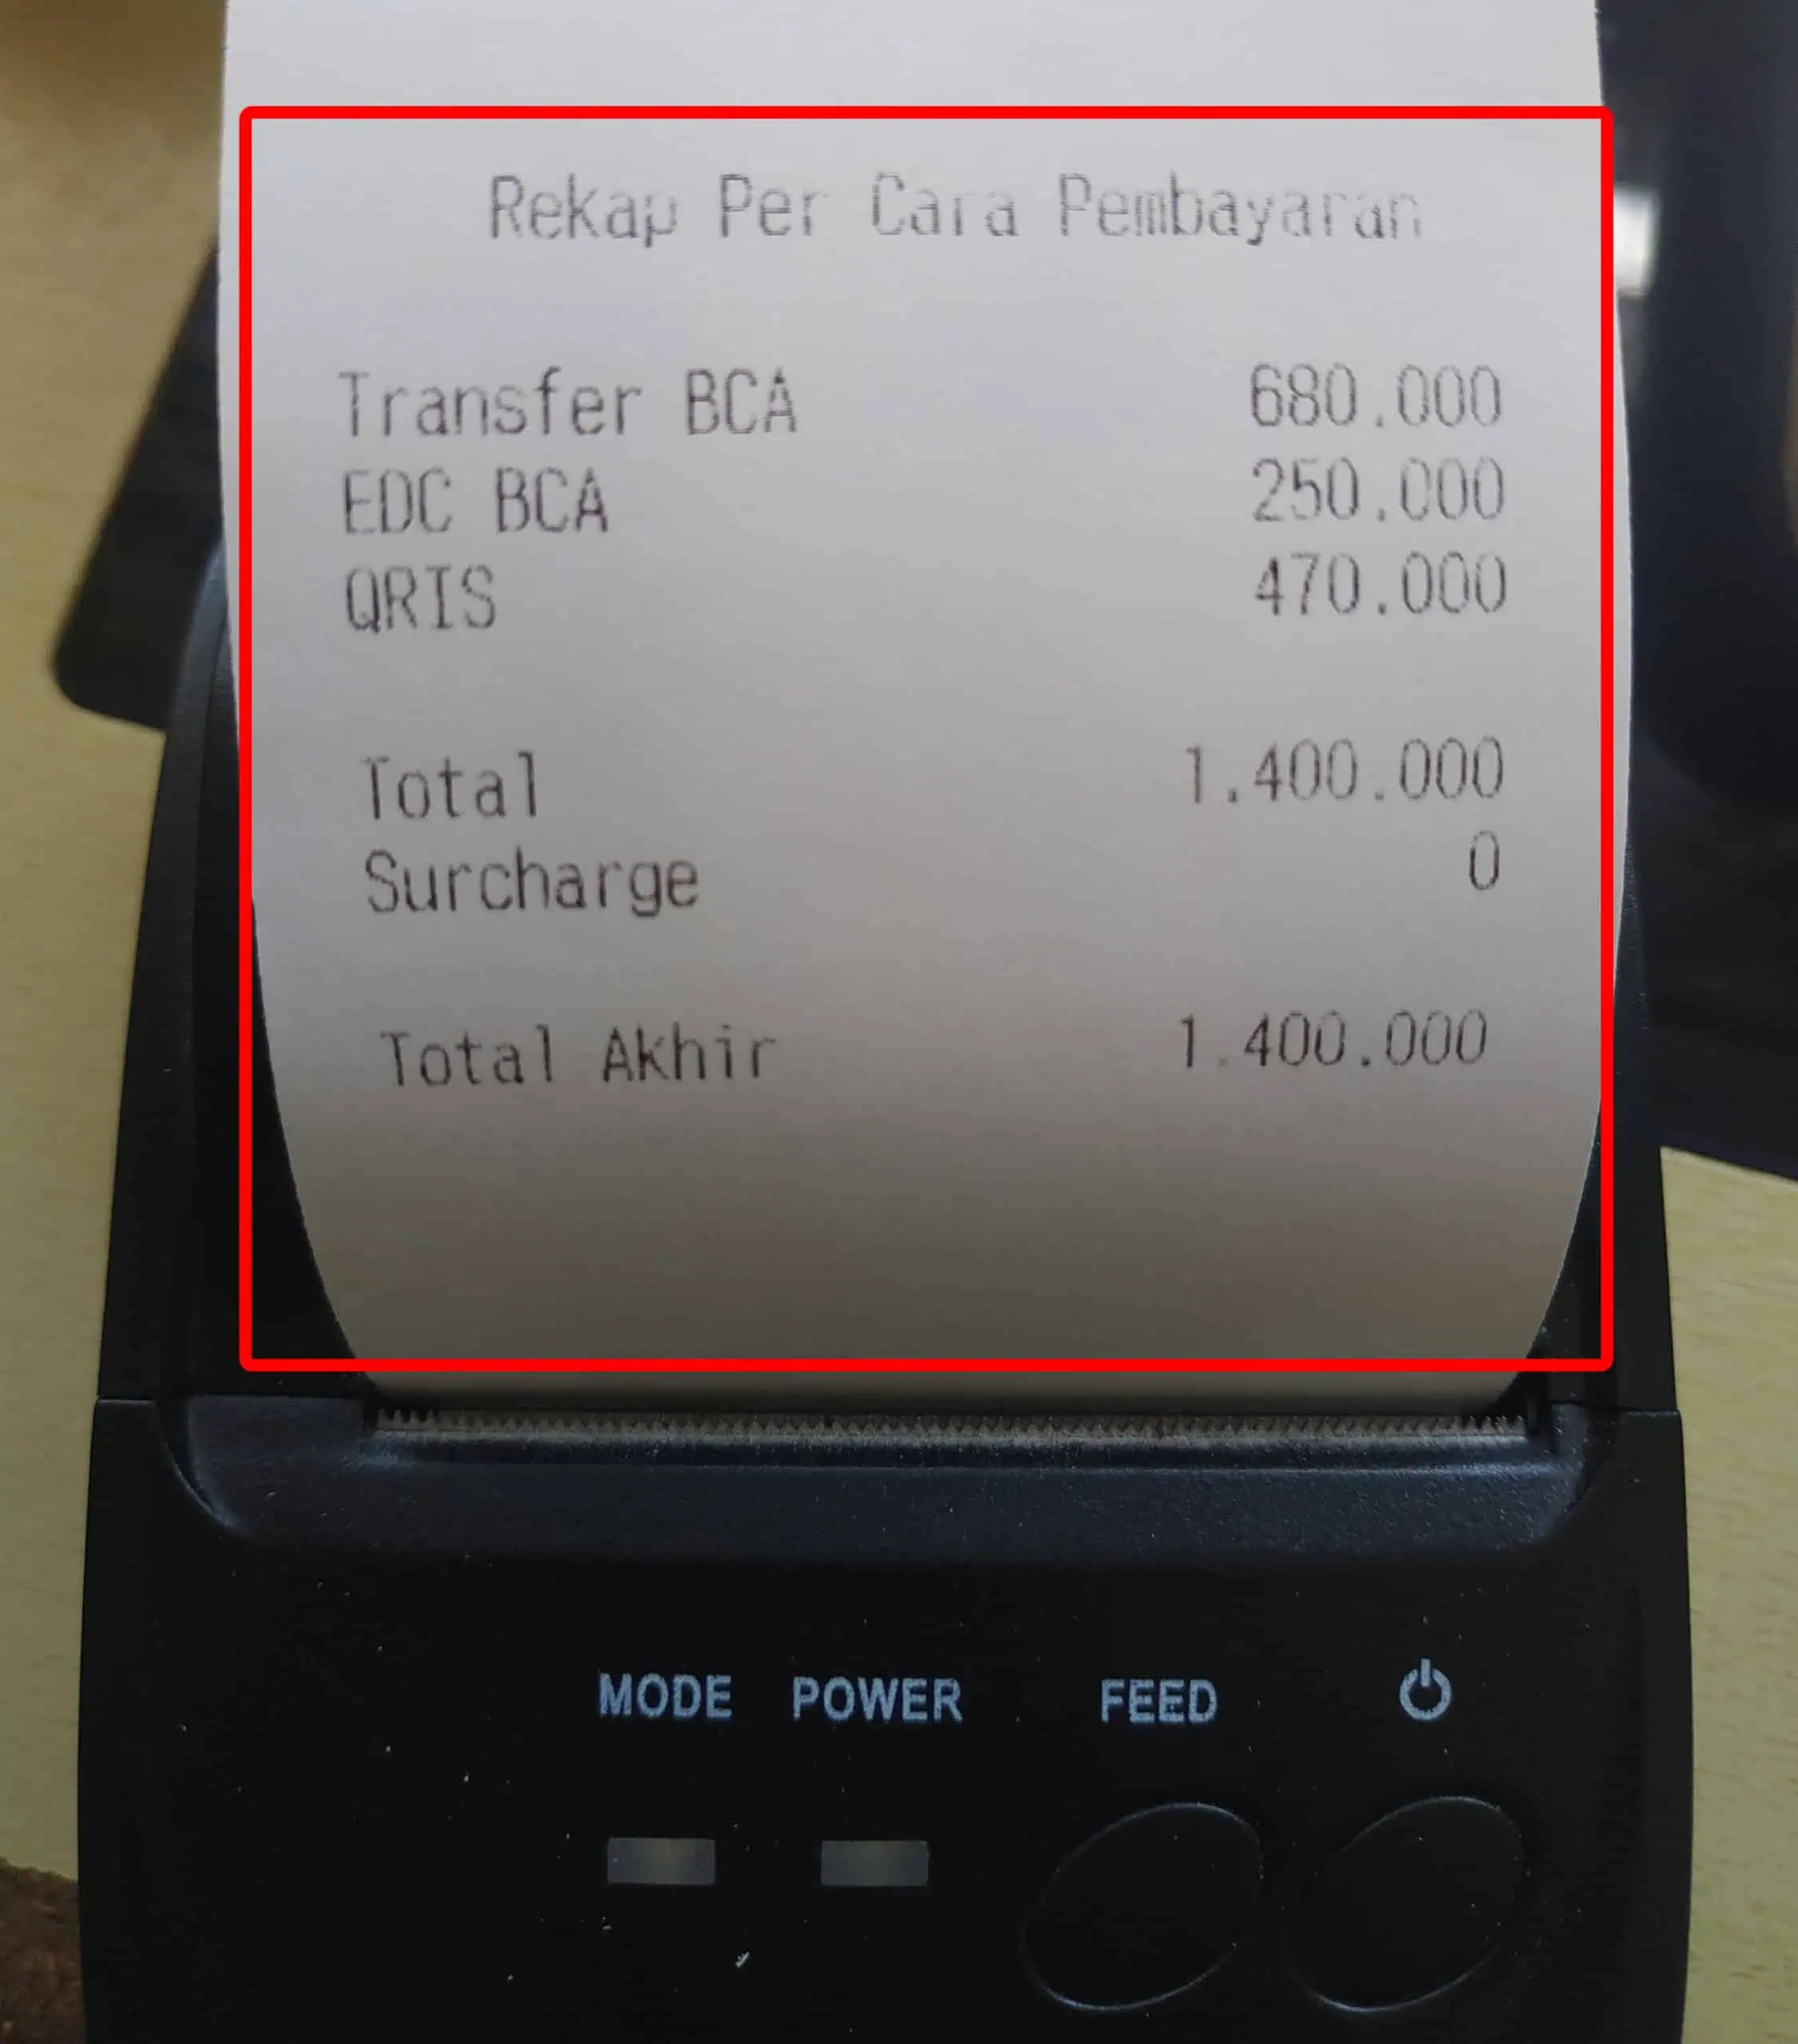 Rekap Per Cara Pembayaran
Transfer BCA 680.000
EDC BCA 250.000
QRIS 470.000
Total 1.400.000
Surcharge 0
Total Akhir 1.400.000
MODE POWER FEED